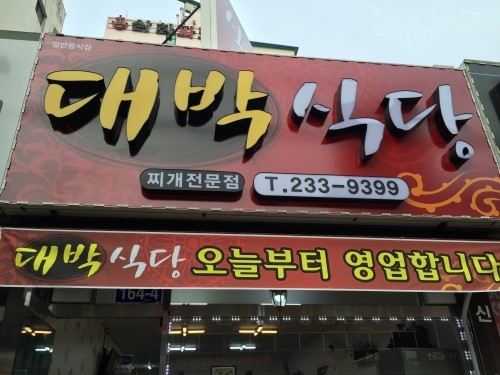 일반음식점
대박 식당
찌개전문점
T.233-9399
대박 식당 오늘부터 영업합니다
164-4
신